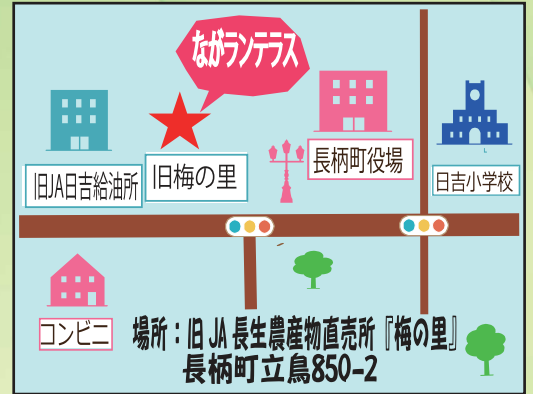 ながランテラス
旧JA日吉給油所
旧梅の里
長柄町役場
日吉小学校
コンビニ
場所：旧 JA 長生農産物直売所『梅の里』
長柄町立鳥850-2